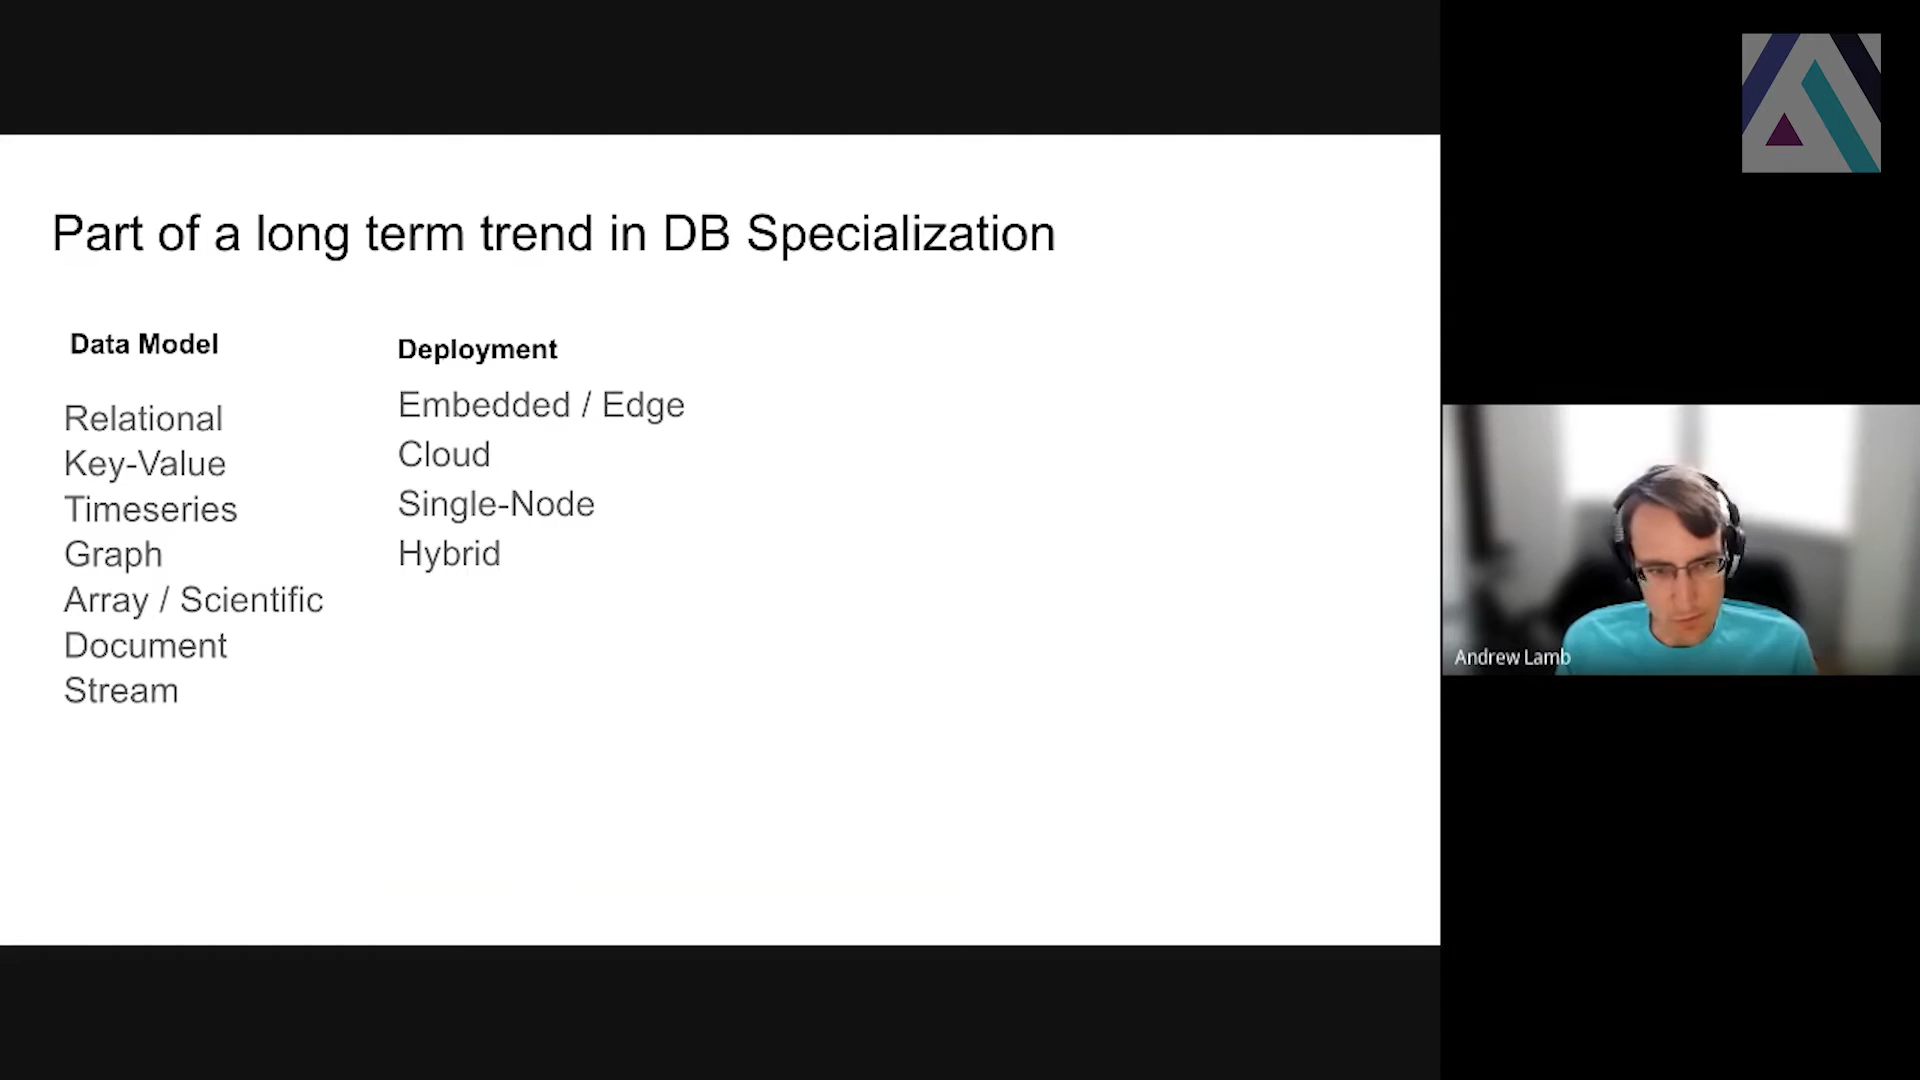 Part of a long term trend in DB Specialization
Data Model
Relational
Key-Value
Timeseries
Graph
Array / Scientific
Document
Stream
Deployment
Embedded / Edge
Cloud
Single-Node
Hybrid
Andrew Lamb